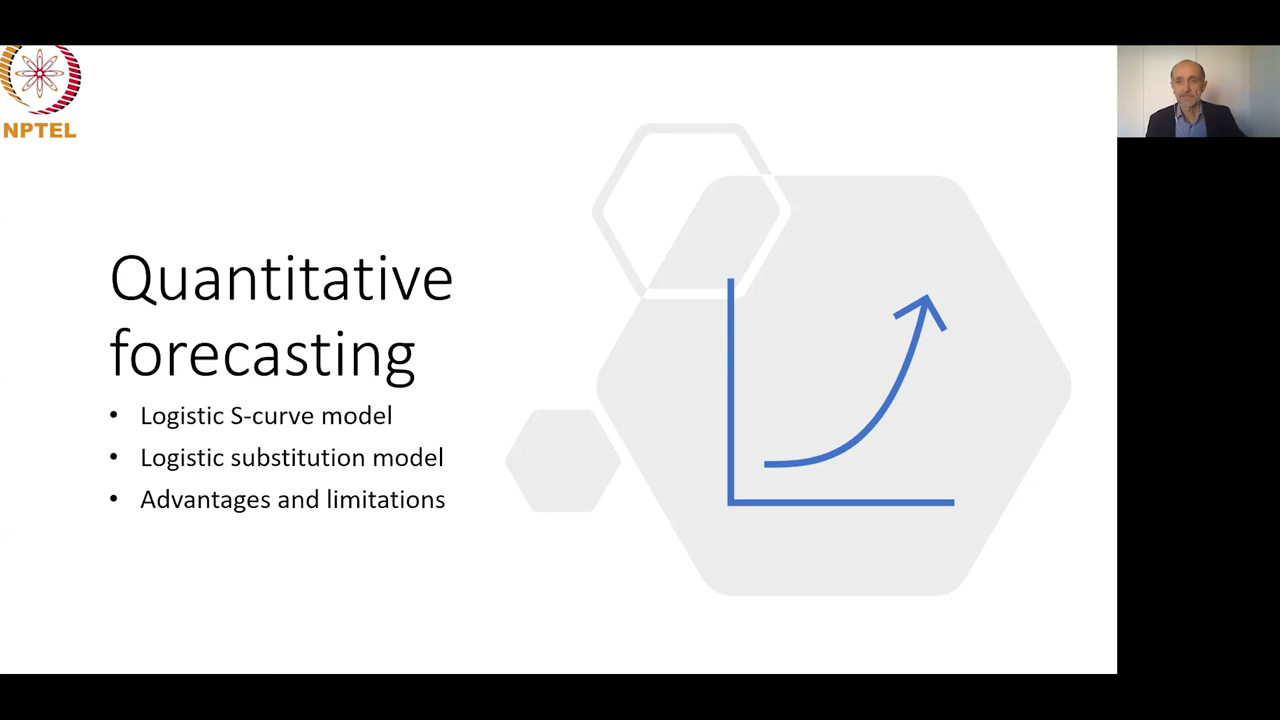 NPTEL
Quantitative
forecasting
• Logistic S-curve model
• Logistic substitution model
• Advantages and limitations